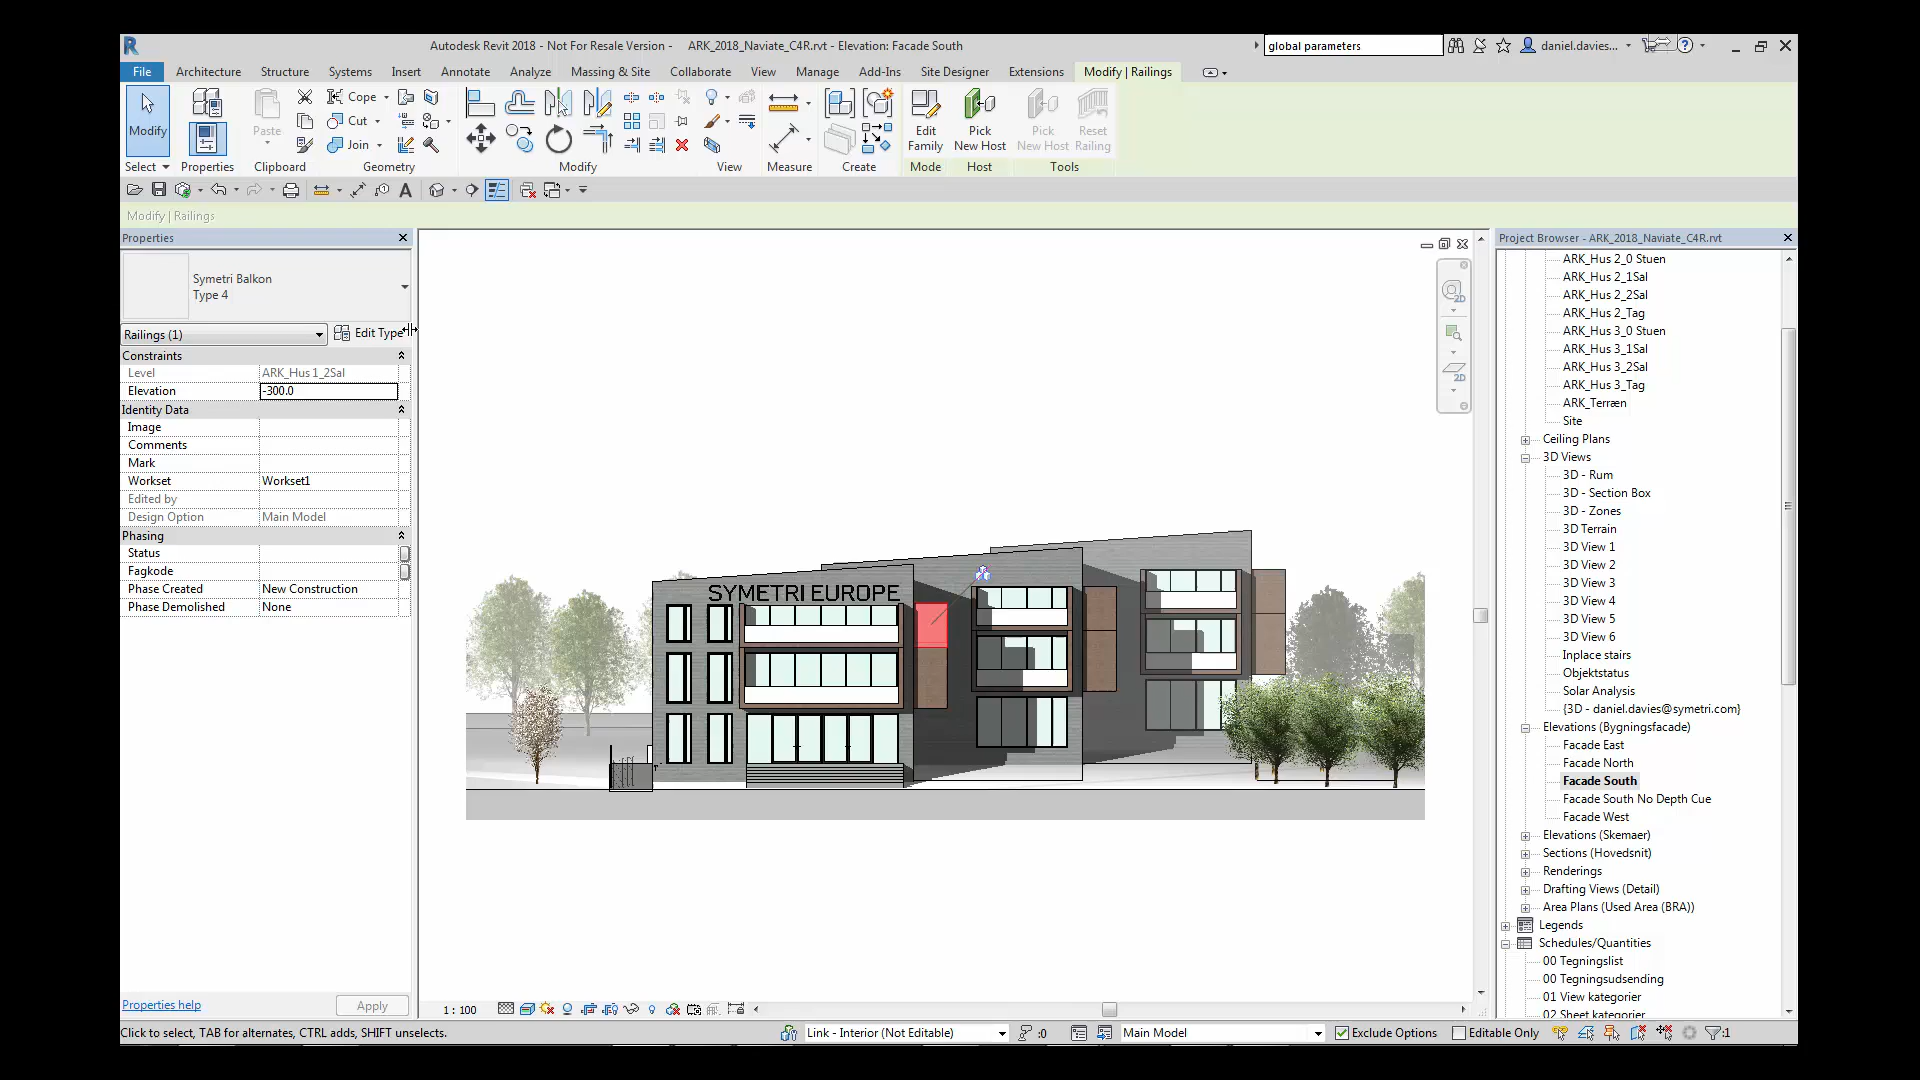 Autodesk Revit 2018 - Not For Resale Version - ARK_2018_Naviate_C4R.rvt - Elevation: Facade South
global parameters
daniel.davies...
File Architecture Structure Systems Insert Annotate Analyze Massing & Site Collaborate View Manage Add-Ins Site Designer Extensions Modify | Railings
Modify
Paste
Cope
Cut
Join
Edit Family
Pick New Host
Pick New Host
Reset Railing
Select Properties Clipboard Geometry Modify View Measure Create Mode Host Tools
Modify | Railings
Properties
Symetri Balkon
Type 4
Railings (1)
Edit Type
Constraints
Level ARK_Hus 1_2Sal
Elevation -300.0
Identity Data
Image
Comments
Mark
Workset Workset1
Edited by
Design Option Main Model
Phasing
Status
Fagkode
Phase Created New Construction
Phase Demolished None
Properties help
Apply
2D
2D
SYMETRI EUROPE
1 : 100
Project Browser - ARK_2018_Naviate_C4R.rvt
ARK_Hus 2_0 Stuen
ARK_Hus 2_1Sal
ARK_Hus 2_2Sal
ARK_Hus 2_Tag
ARK_Hus 3_0 Stuen
ARK_Hus 3_1Sal
ARK_Hus 3_2Sal
ARK_Hus 3_Tag
ARK_Terræn
Site
Ceiling Plans
3D Views
3D - Rum
3D - Section Box
3D - Zones
3D Terrain
3D View 1
3D View 2
3D View 3
3D View 4
3D View 5
3D View 6
Inplace stairs
Objektstatus
Solar Analysis
{3D - daniel.davies@symetri.com}
Elevations (Bygningsfacade)
Facade East
Facade North
Facade South
Facade South No Depth Cue
Facade West
Elevations (Skemaer)
Sections (Hovedsnit)
Renderings
Drafting Views (Detail)
Area Plans (Used Area (BRA))
Legends
Schedules/Quantities
00 Tegningslist
00 Tegningsudsending
01 View kategorier
02 Sheet kategorier
Click to select, TAB for alternates, CTRL adds, SHIFT unselects.
Link - Interior (Not Editable)
:0
Main Model
Exclude Options
Editable Only
:1